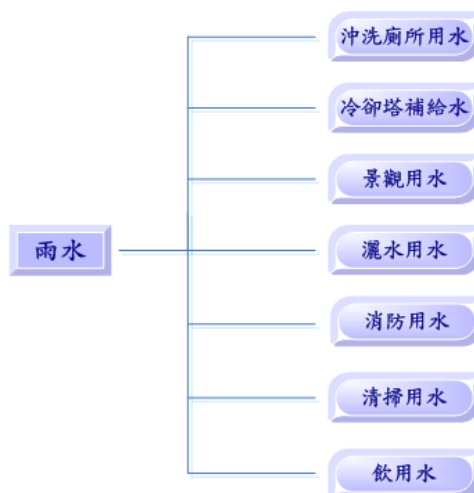 沖洗廁所用水
冷卻塔補給水
景觀用水
雨水
灑水用水
消防用水
清掃用水
飲用水